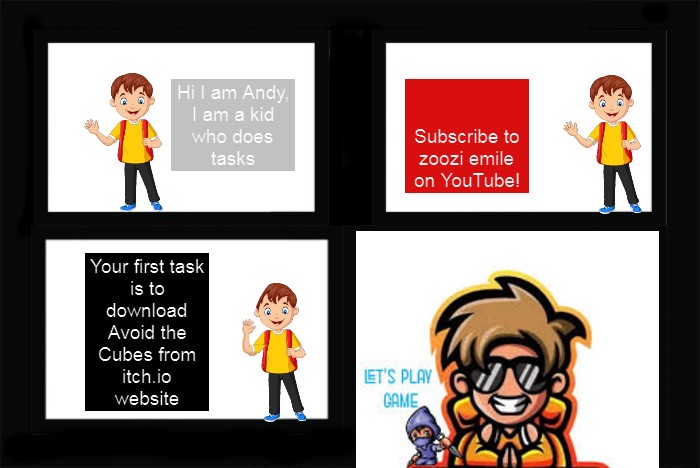 Hi I am Andy,
I am a kid
who does
tasks
Subscribe to
zoozi emile
on YouTube!
Your first task
is to
download
Avoid the
Cubes from
itch.io
website
LET'S PLAY
GAME